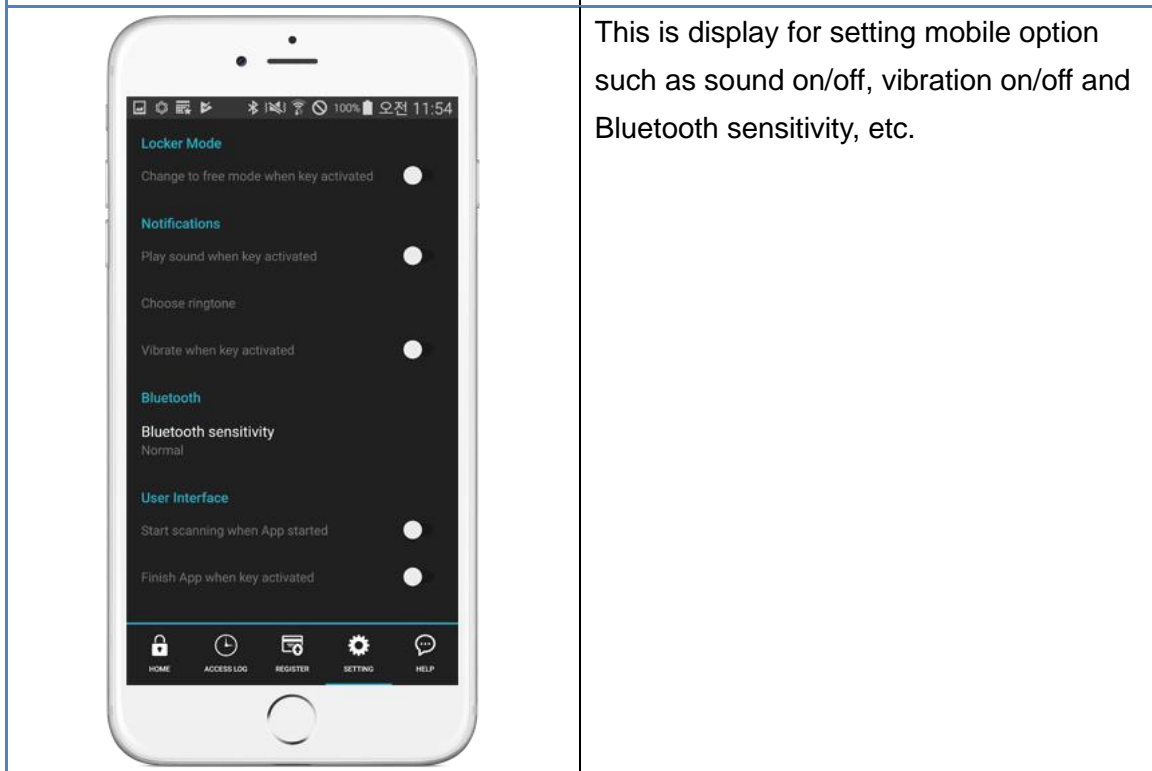 100% 오전 11:54
Locker Mode
Change to free mode when key activated
Notifications
Play sound when key activated
Choose ringtone
Vibrate when key activated
Bluetooth
Bluetooth sensitivity
Normal
User Interface
Start scanning when App started
Finish App when key activated
HOME ACCESS LOG REGISTER SETTING HELP
This is display for setting mobile option
such as sound on/off, vibration on/off and
Bluetooth sensitivity, etc.